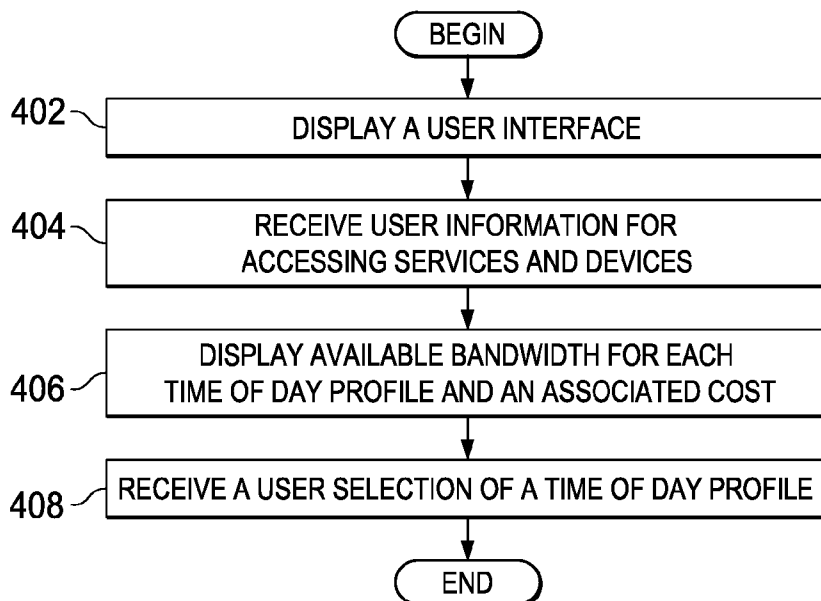 BEGIN
402
DISPLAY A USER INTERFACE
404
RECEIVE USER INFORMATION FOR
ACCESSING SERVICES AND DEVICES
406
DISPLAY AVAILABLE BANDWIDTH FOR EACH
TIME OF DAY PROFILE AND AN ASSOCIATED COST
408
RECEIVE A USER SELECTION OF A TIME OF DAY PROFILE
END